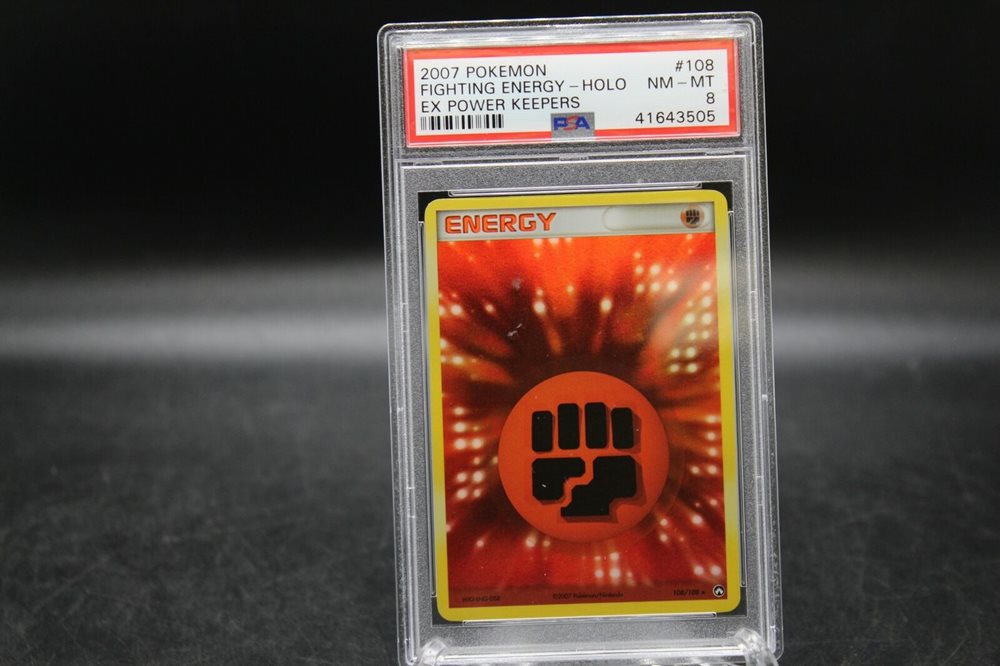 2007 POKEMON #108
FIGHTING ENERGY – HOLO NM – MT
EX POWER KEEPERS 8
PSA 41643505
ENERGY
©2007 Pokémon/Nintendo 108/108